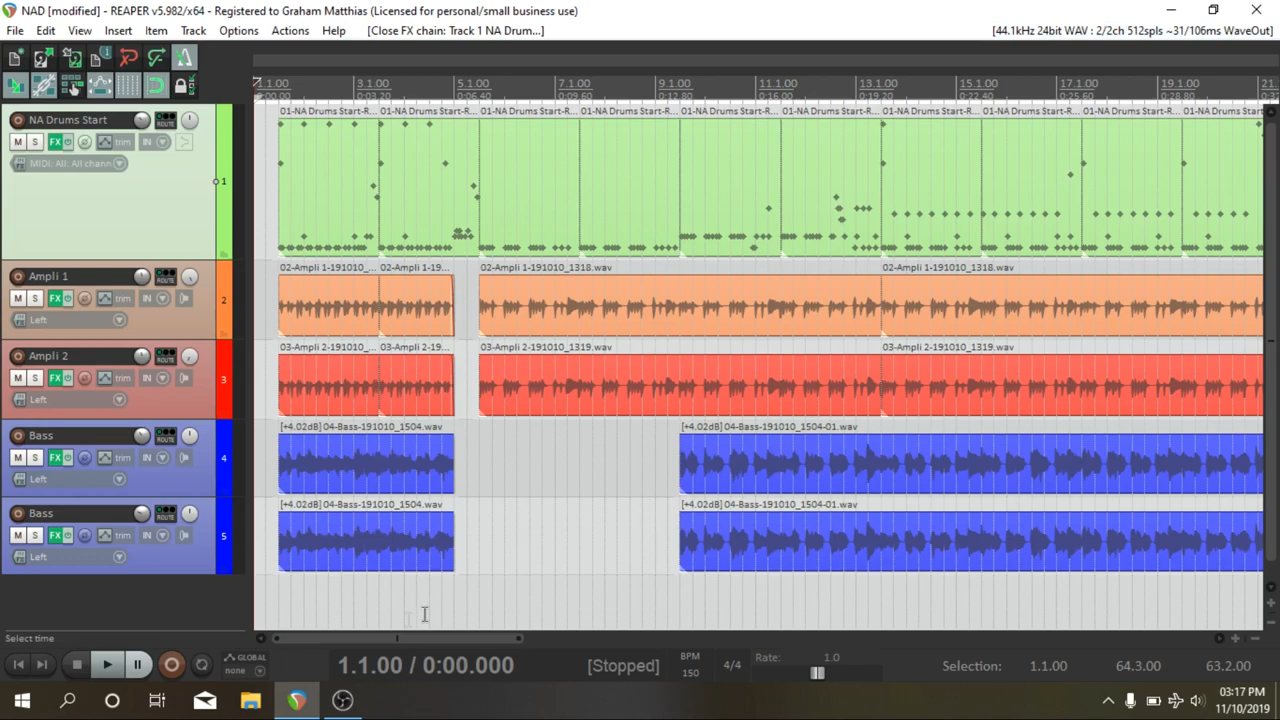 NAD [modified] - REAPER v5.982/x64 - Registered to Graham Matthias (Licensed for personal/small business use)
File Edit View Insert Item Track Options Actions Help [Close FX chain: Track 1 NA Drum...] [44.1kHz 24bit WAV : 2/2ch 512spls ~31/106ms WaveOut]
1.1.00 3.1.00 5.1.00 7.1.00 9.1.00 11.1.00 13.1.00 15.1.00 17.1.00 19.1.00
0:03.20 0:06.40 0:09.60 0:12.80 0:16.00 0:19.20 0:22.40 0:25.60 0:28.80
01-NA Drums Start-R... 01-NA Drums Start-R... 01-NA Drums Start-R... 01-NA Drums Start-R... 01-NA Drums Start-R... 01-NA Drums Start-R... 01-NA Drums Start-R... 01-NA Drums Start-R... 01-NA Drums Start-R... 01-NA Drums Start-R...
NA Drums Start ROUTE
M S FX trim IN
MIDI: All: All chann
1
02-Ampli 1-191010_... 02-Ampli 1-19... 02-Ampli 1-191010_1318.wav 02-Ampli 1-191010_1318.wav
Ampli 1 ROUTE
M S FX trim IN
Left
2
03-Ampli 2-191010_... 03-Ampli 2-19... 03-Ampli 2-191010_1319.wav 03-Ampli 2-191010_1319.wav
Ampli 2 ROUTE
M S FX trim IN
Left
3
[+4.02dB] 04-Bass-191010_1504.wav [+4.02dB] 04-Bass-191010_1504-01.wav
Bass ROUTE
M S FX trim IN
Left
4
[+4.02dB] 04-Bass-191010_1504.wav [+4.02dB] 04-Bass-191010_1504-01.wav
Bass ROUTE
M S FX trim IN
Left
5
Select time
GLOBAL
none
1.1.00 / 0:00.000 [Stopped] BPM 150 4/4 Rate: 1.0 Selection: 1.1.00 64.3.00 63.2.00
03:17 PM
11/10/2019